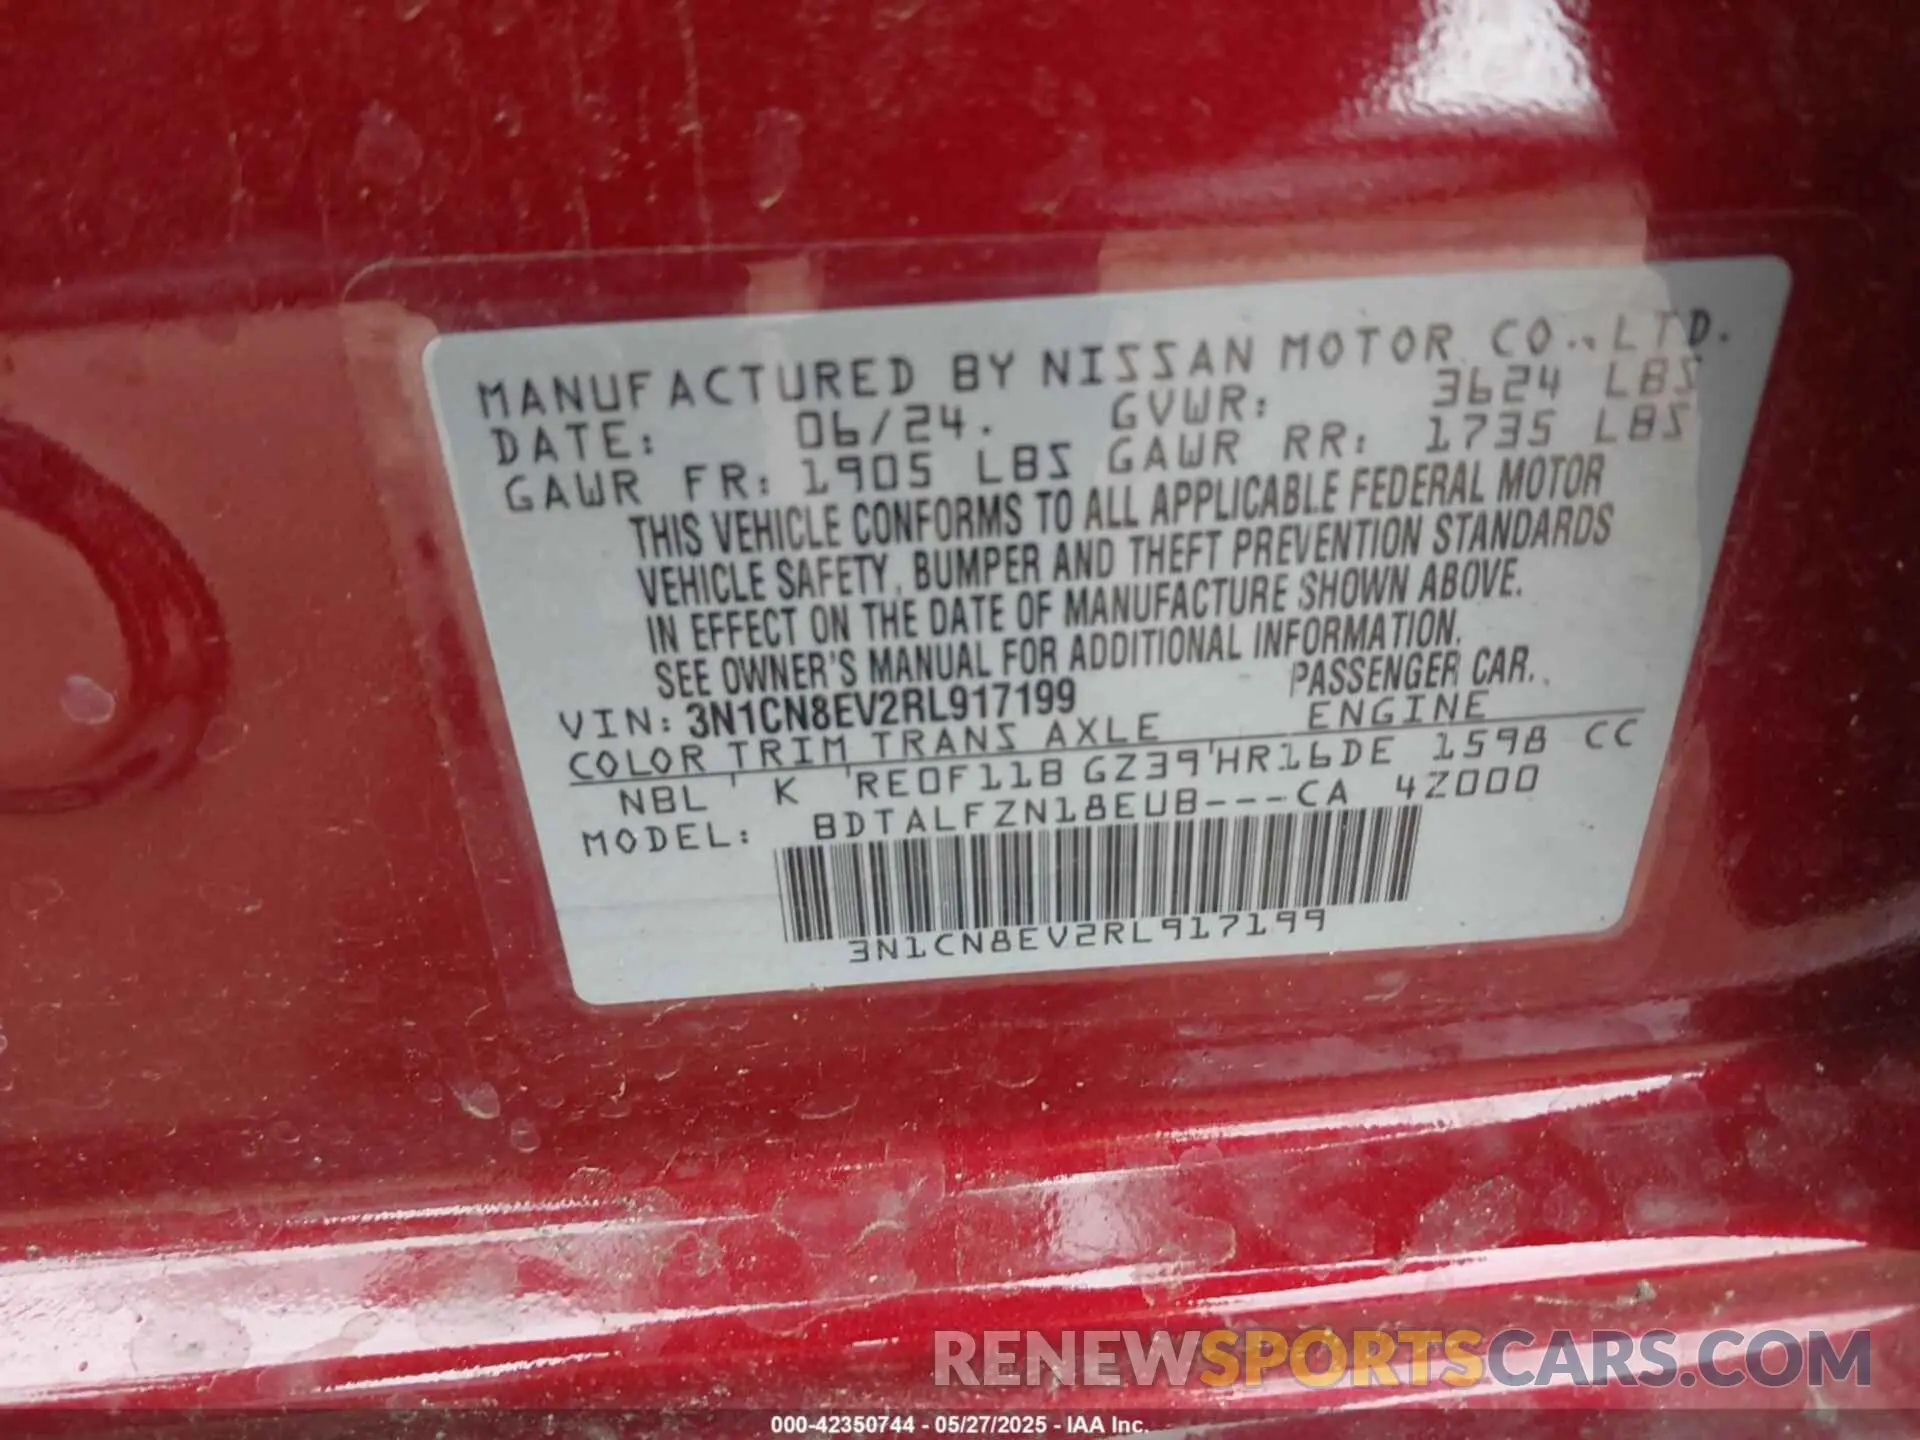 MANUFACTURED BY NISSAN MOTOR CO.,LTD.
DATE: 06/24. GVWR: 3624 LBS
GAWR FR: 1905 LBS GAWR RR: 1735 LBS
THIS VEHICLE CONFORMS TO ALL APPLICABLE FEDERAL MOTOR
VEHICLE SAFETY, BUMPER AND THEFT PREVENTION STANDARDS
IN EFFECT ON THE DATE OF MANUFACTURE SHOWN ABOVE.
SEE OWNER'S MANUAL FOR ADDITIONAL INFORMATION.
VIN: 3N1CN8EV2RL917199 PASSENGER CAR.
COLOR TRIM TRANS AXLE ENGINE
NBL K RE0F11B GZ39 HR16DE 1598 CC
MODEL: BDTALFZN18EUB---CA 4Z000
3N1CN8EV2RL917199
RENEWSPORTSCARS.COM
000-42350744 - 05/27/2025 - IAA Inc.